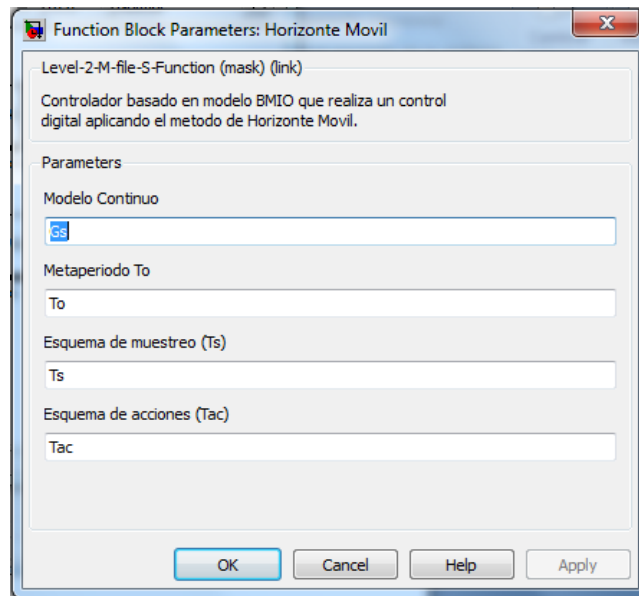 Function Block Parameters: Horizonte Movil
Level-2-M-file-S-Function (mask) (link)
Controlador basado en modelo BMIO que realiza un control
digital aplicando el metodo de Horizonte Movil.
Parameters
Modelo Continuo
Gs
Metaperiodo To
To
Esquema de muestreo (Ts)
Ts
Esquema de acciones (Tac)
Tac
OK Cancel Help Apply